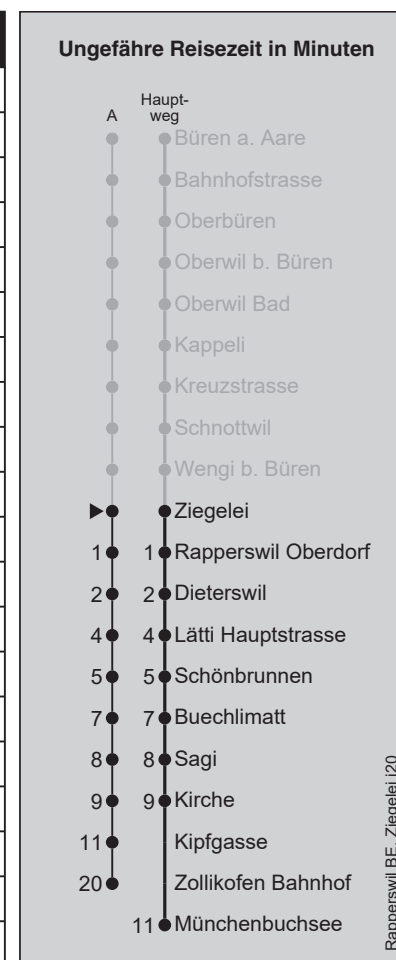 Ungefähre Reisezeit in Minuten
Haupt-
A weg
Büren a. Aare
Bahnhofstrasse
Oberbüren
Oberwil b. Büren
Oberwil Bad
Kappeli
Kreuzstrasse
Schnottwil
Wengi b. Büren
Ziegelei
1 1 Rapperswil Oberdorf
2 2 Dieterswil
4 4 Lätti Hauptstrasse
5 5 Schönbrunnen
7 7 Buechlimatt
8 8 Sagi
9 9 Kirche
11 Kipfgasse
20 Zollikofen Bahnhof
11 Münchenbuchsee
Rapperswil BE, Ziegelei j20